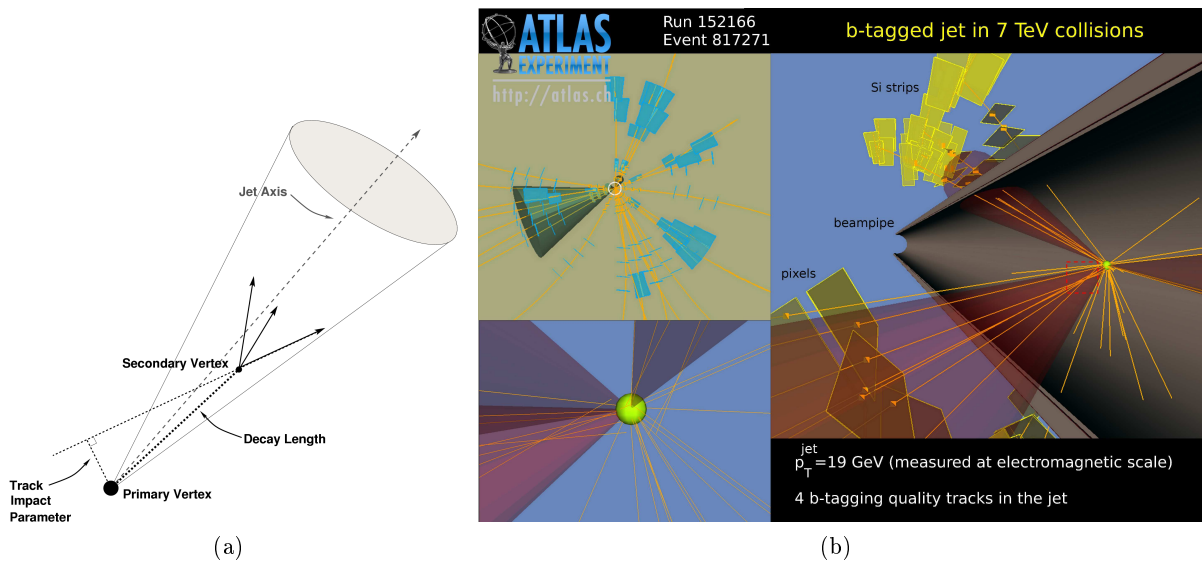 Jet Axis
Secondary Vertex
Decay Length
Track
Impact
Parameter
Primary Vertex
(a)
ATLAS
EXPERIMENT
http://atlas.ch
Run 152166
Event 817271
b-tagged jet in 7 TeV collisions
Si strips
beampipe
pixels
p_T^jet=19 GeV (measured at electromagnetic scale)
4 b-tagging quality tracks in the jet
(b)